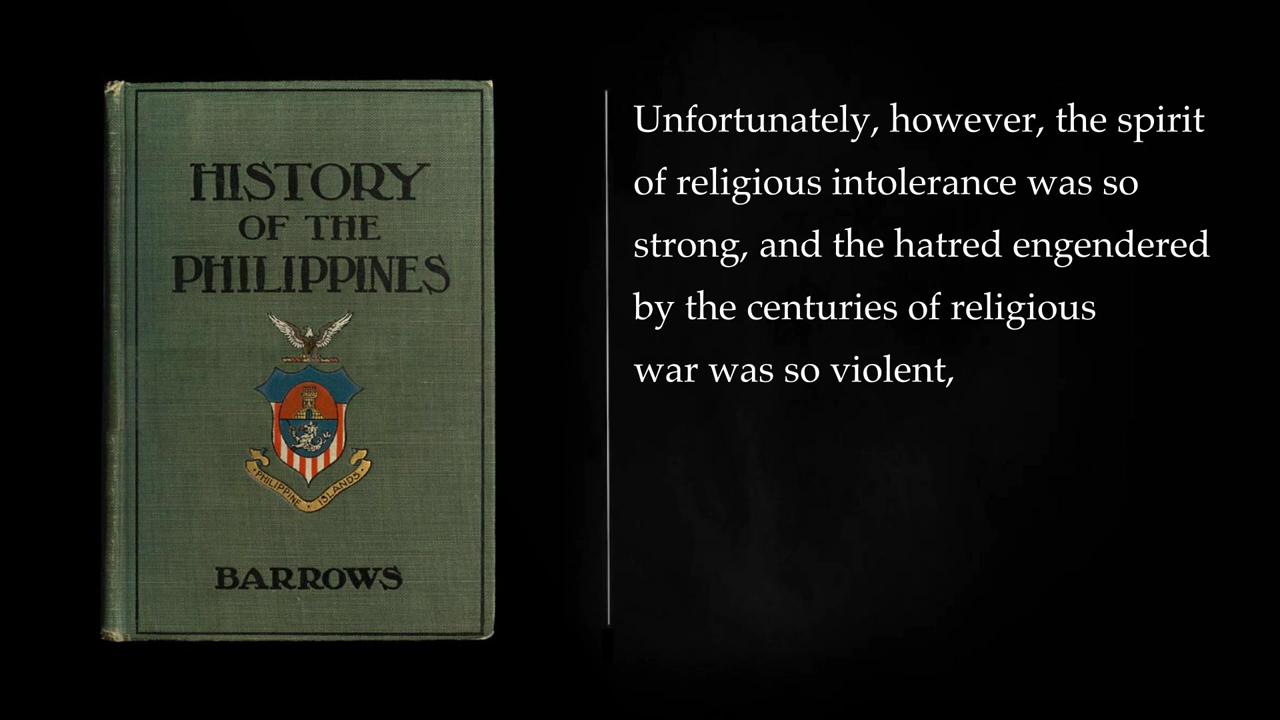 HISTORY
OF THE
PHILIPPINES
PHILIPPINE ISLANDS
BARROWS
Unfortunately, however, the spirit
of religious intolerance was so
strong, and the hatred engendered
by the centuries of religious
war was so violent,